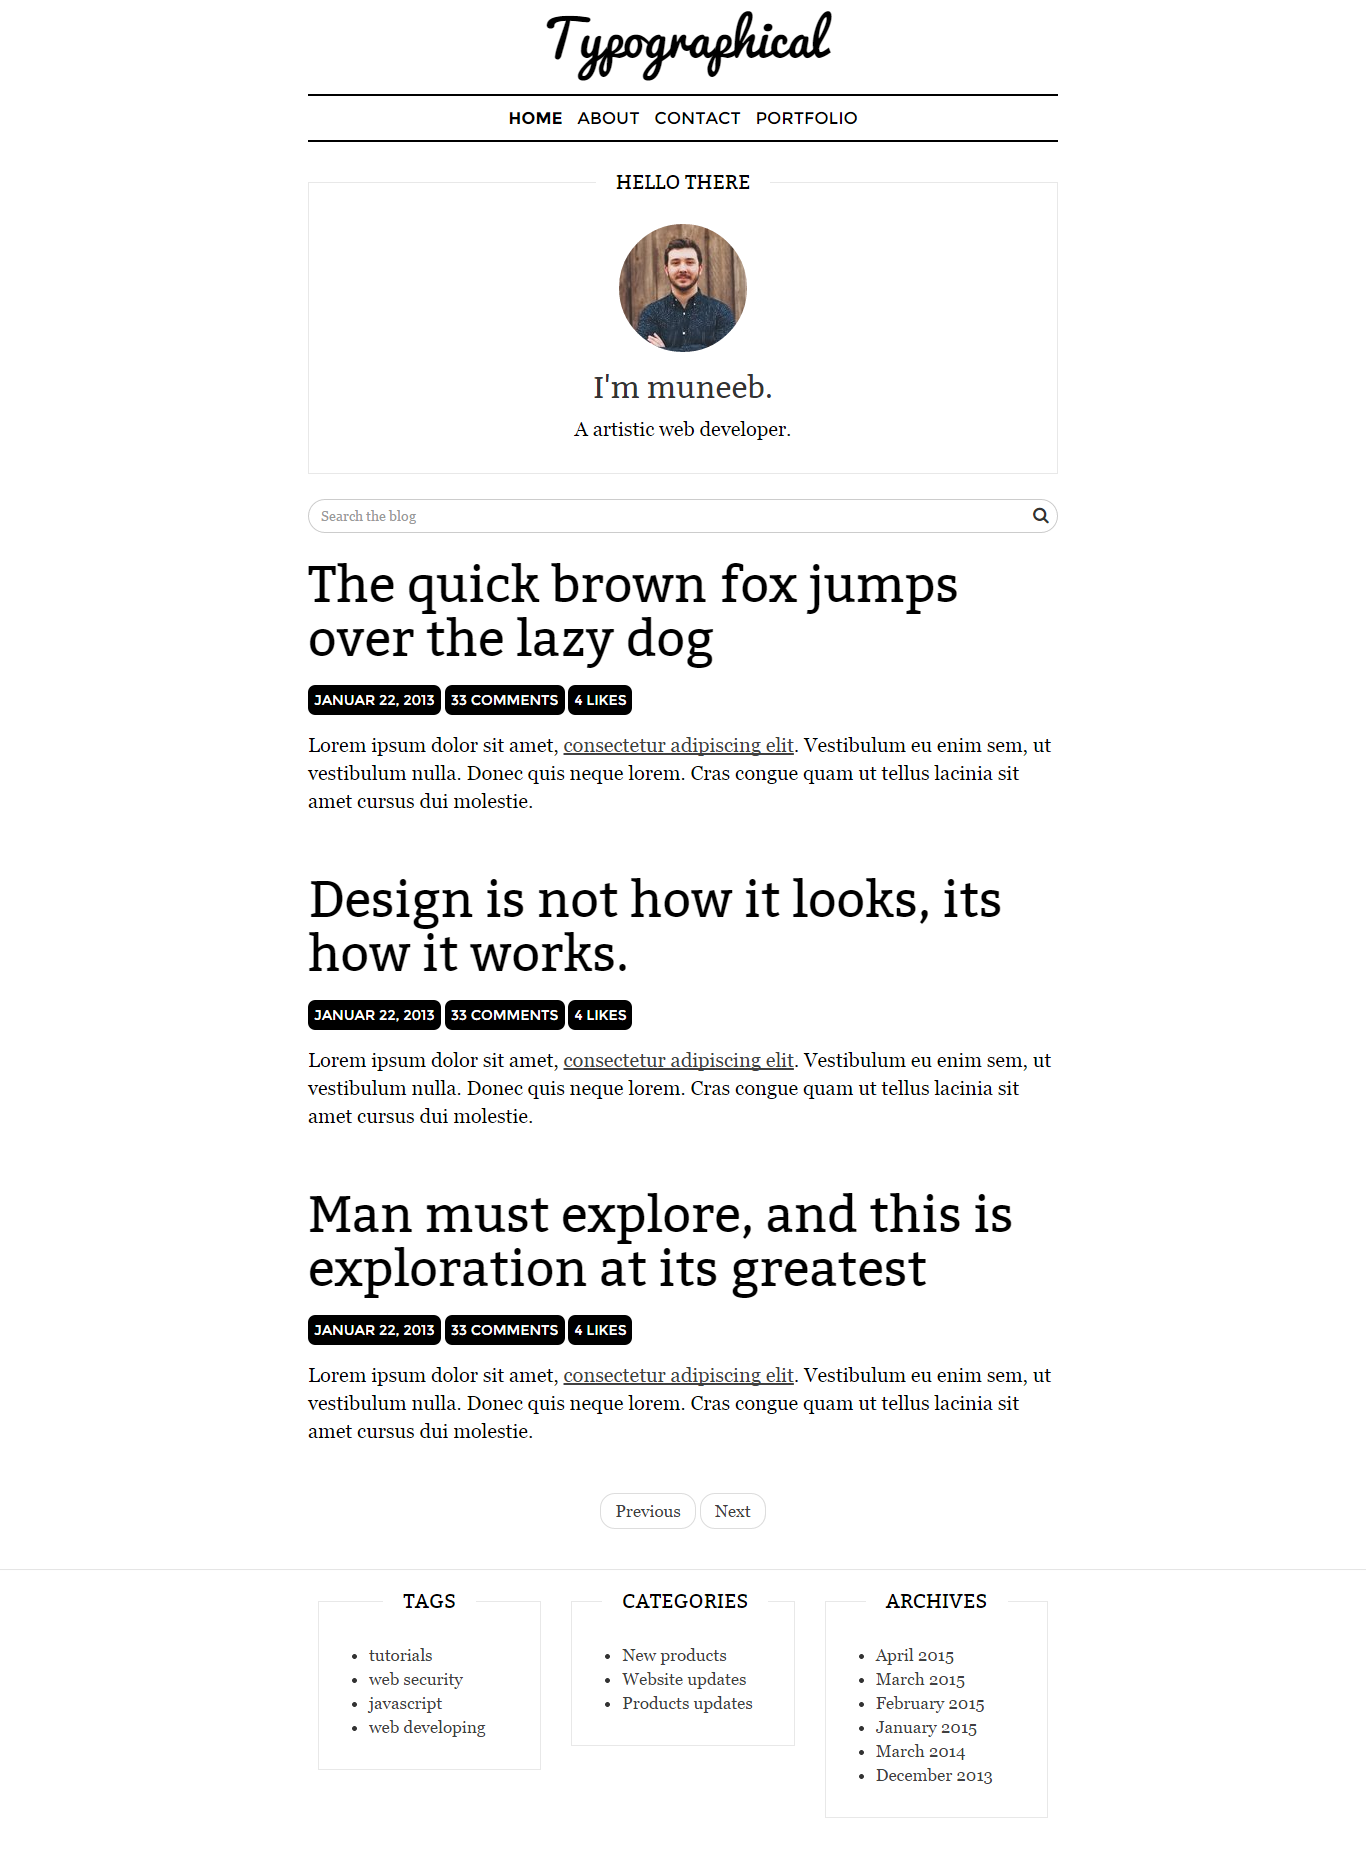 Typographical
HOME ABOUT CONTACT PORTFOLIO
HELLO THERE
I'm muneeb.
A artistic web developer.
Search the blog
The quick brown fox jumps
over the lazy dog
JANUAR 22, 2013 33 COMMENTS 4 LIKES
Lorem ipsum dolor sit amet, consectetur adipiscing elit. Vestibulum eu enim sem, ut
vestibulum nulla. Donec quis neque lorem. Cras congue quam ut tellus lacinia sit
amet cursus dui molestie.
Design is not how it looks, its
how it works.
JANUAR 22, 2013 33 COMMENTS 4 LIKES
Lorem ipsum dolor sit amet, consectetur adipiscing elit. Vestibulum eu enim sem, ut
vestibulum nulla. Donec quis neque lorem. Cras congue quam ut tellus lacinia sit
amet cursus dui molestie.
Man must explore, and this is
exploration at its greatest
JANUAR 22, 2013 33 COMMENTS 4 LIKES
Lorem ipsum dolor sit amet, consectetur adipiscing elit. Vestibulum eu enim sem, ut
vestibulum nulla. Donec quis neque lorem. Cras congue quam ut tellus lacinia sit
amet cursus dui molestie.
Previous Next
TAGS
tutorials
web security
javascript
web developing
CATEGORIES
New products
Website updates
Products updates
ARCHIVES
April 2015
March 2015
February 2015
January 2015
March 2014
December 2013